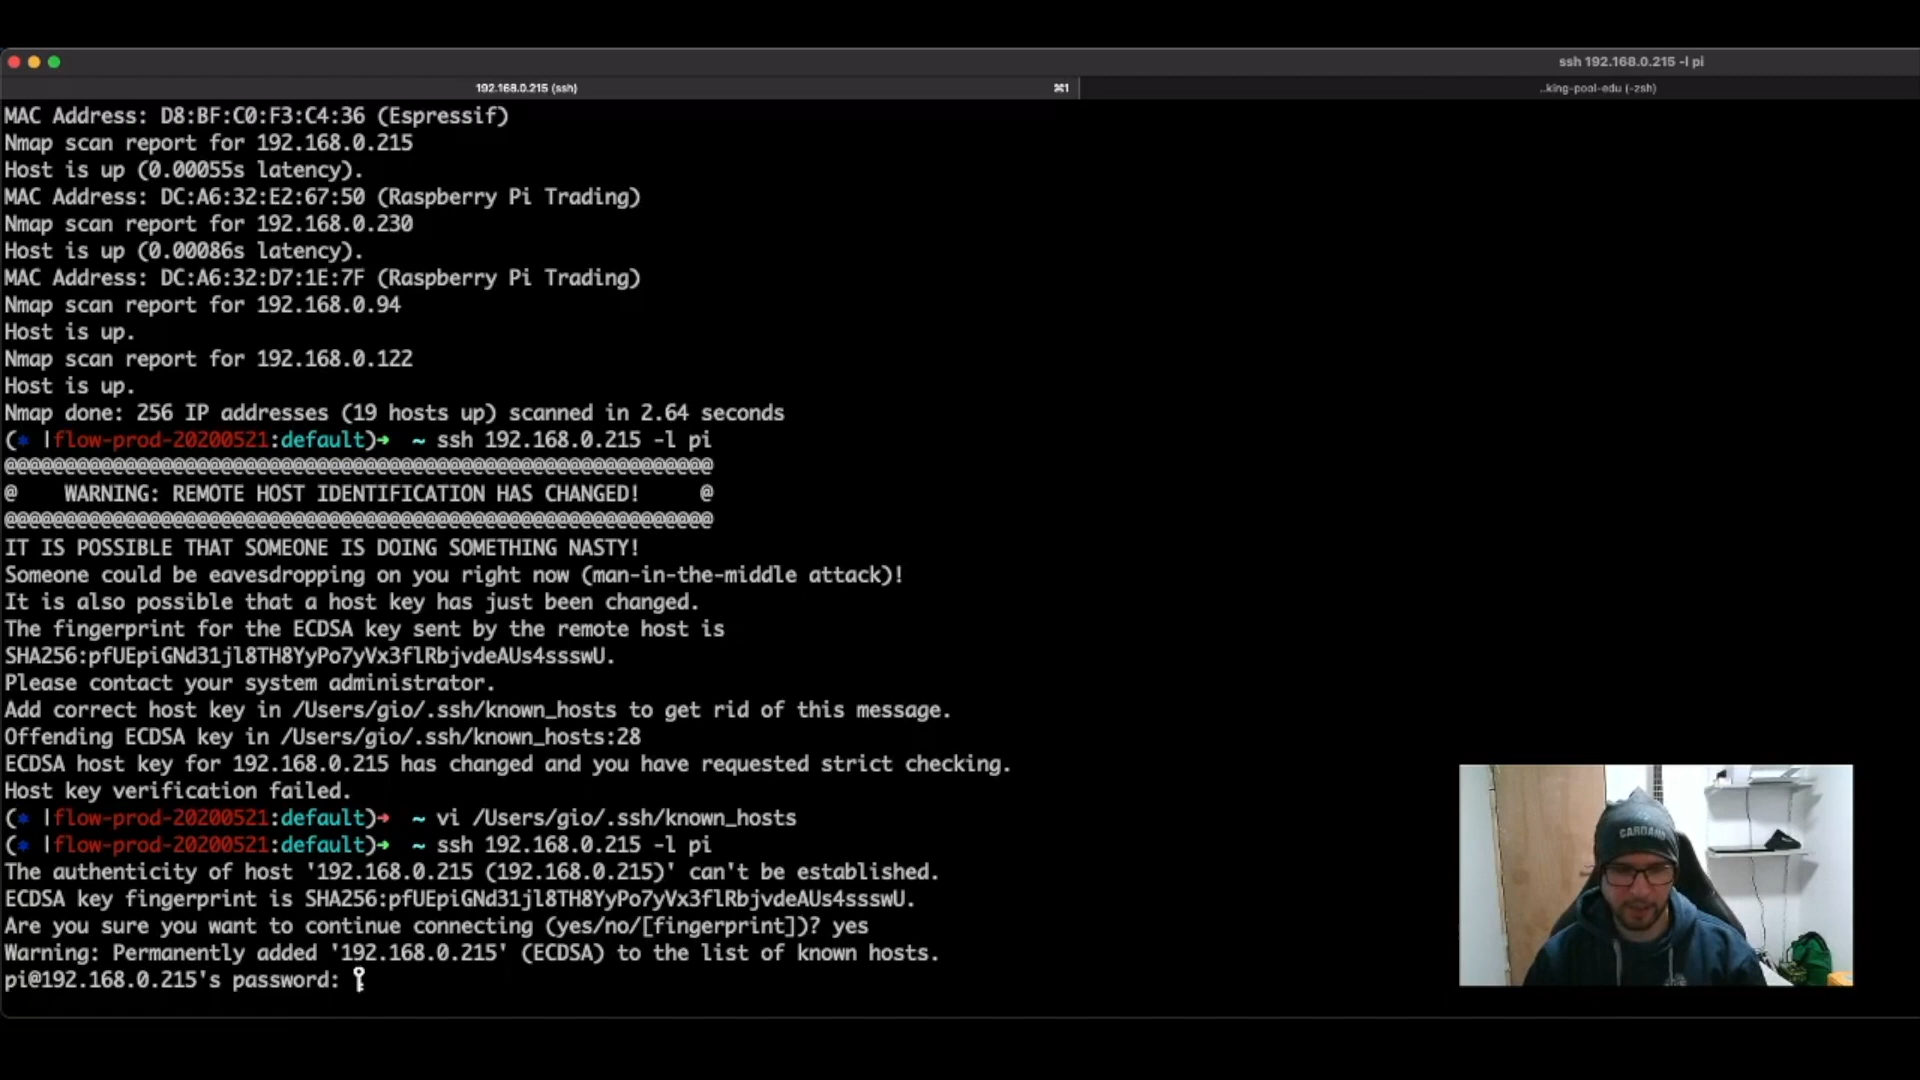 ssh 192.168.0.215 -l pi
192.168.0.215 (ssh)
⌘1
..king-pool-edu (-zsh)
MAC Address: D8:BF:C0:F3:C4:36 (Espressif)
Nmap scan report for 192.168.0.215
Host is up (0.00055s latency).
MAC Address: DC:A6:32:E2:67:50 (Raspberry Pi Trading)
Nmap scan report for 192.168.0.230
Host is up (0.00086s latency).
MAC Address: DC:A6:32:D7:1E:7F (Raspberry Pi Trading)
Nmap scan report for 192.168.0.94
Host is up.
Nmap scan report for 192.168.0.122
Host is up.
Nmap done: 256 IP addresses (19 hosts up) scanned in 2.64 seconds
(* |flow-prod-20200521:default)➜  ~ ssh 192.168.0.215 -l pi
@@@@@@@@@@@@@@@@@@@@@@@@@@@@@@@@@@@@@@@@@@@@@@@@@@@@@@@@@@@
@    WARNING: REMOTE HOST IDENTIFICATION HAS CHANGED!     @
@@@@@@@@@@@@@@@@@@@@@@@@@@@@@@@@@@@@@@@@@@@@@@@@@@@@@@@@@@@
IT IS POSSIBLE THAT SOMEONE IS DOING SOMETHING NASTY!
Someone could be eavesdropping on you right now (man-in-the-middle attack)!
It is also possible that a host key has just been changed.
The fingerprint for the ECDSA key sent by the remote host is
SHA256:pfUEpiGNd31jl8TH8YyPo7yVx3flRbjvdeAUs4ssswU.
Please contact your system administrator.
Add correct host key in /Users/gio/.ssh/known_hosts to get rid of this message.
Offending ECDSA key in /Users/gio/.ssh/known_hosts:28
ECDSA host key for 192.168.0.215 has changed and you have requested strict checking.
Host key verification failed.
(* |flow-prod-20200521:default)➜  ~ vi /Users/gio/.ssh/known_hosts
(* |flow-prod-20200521:default)➜  ~ ssh 192.168.0.215 -l pi
The authenticity of host '192.168.0.215 (192.168.0.215)' can't be established.
ECDSA key fingerprint is SHA256:pfUEpiGNd31jl8TH8YyPo7yVx3flRbjvdeAUs4ssswU.
Are you sure you want to continue connecting (yes/no/[fingerprint])? yes
Warning: Permanently added '192.168.0.215' (ECDSA) to the list of known hosts.
pi@192.168.0.215's password:
CARDANO